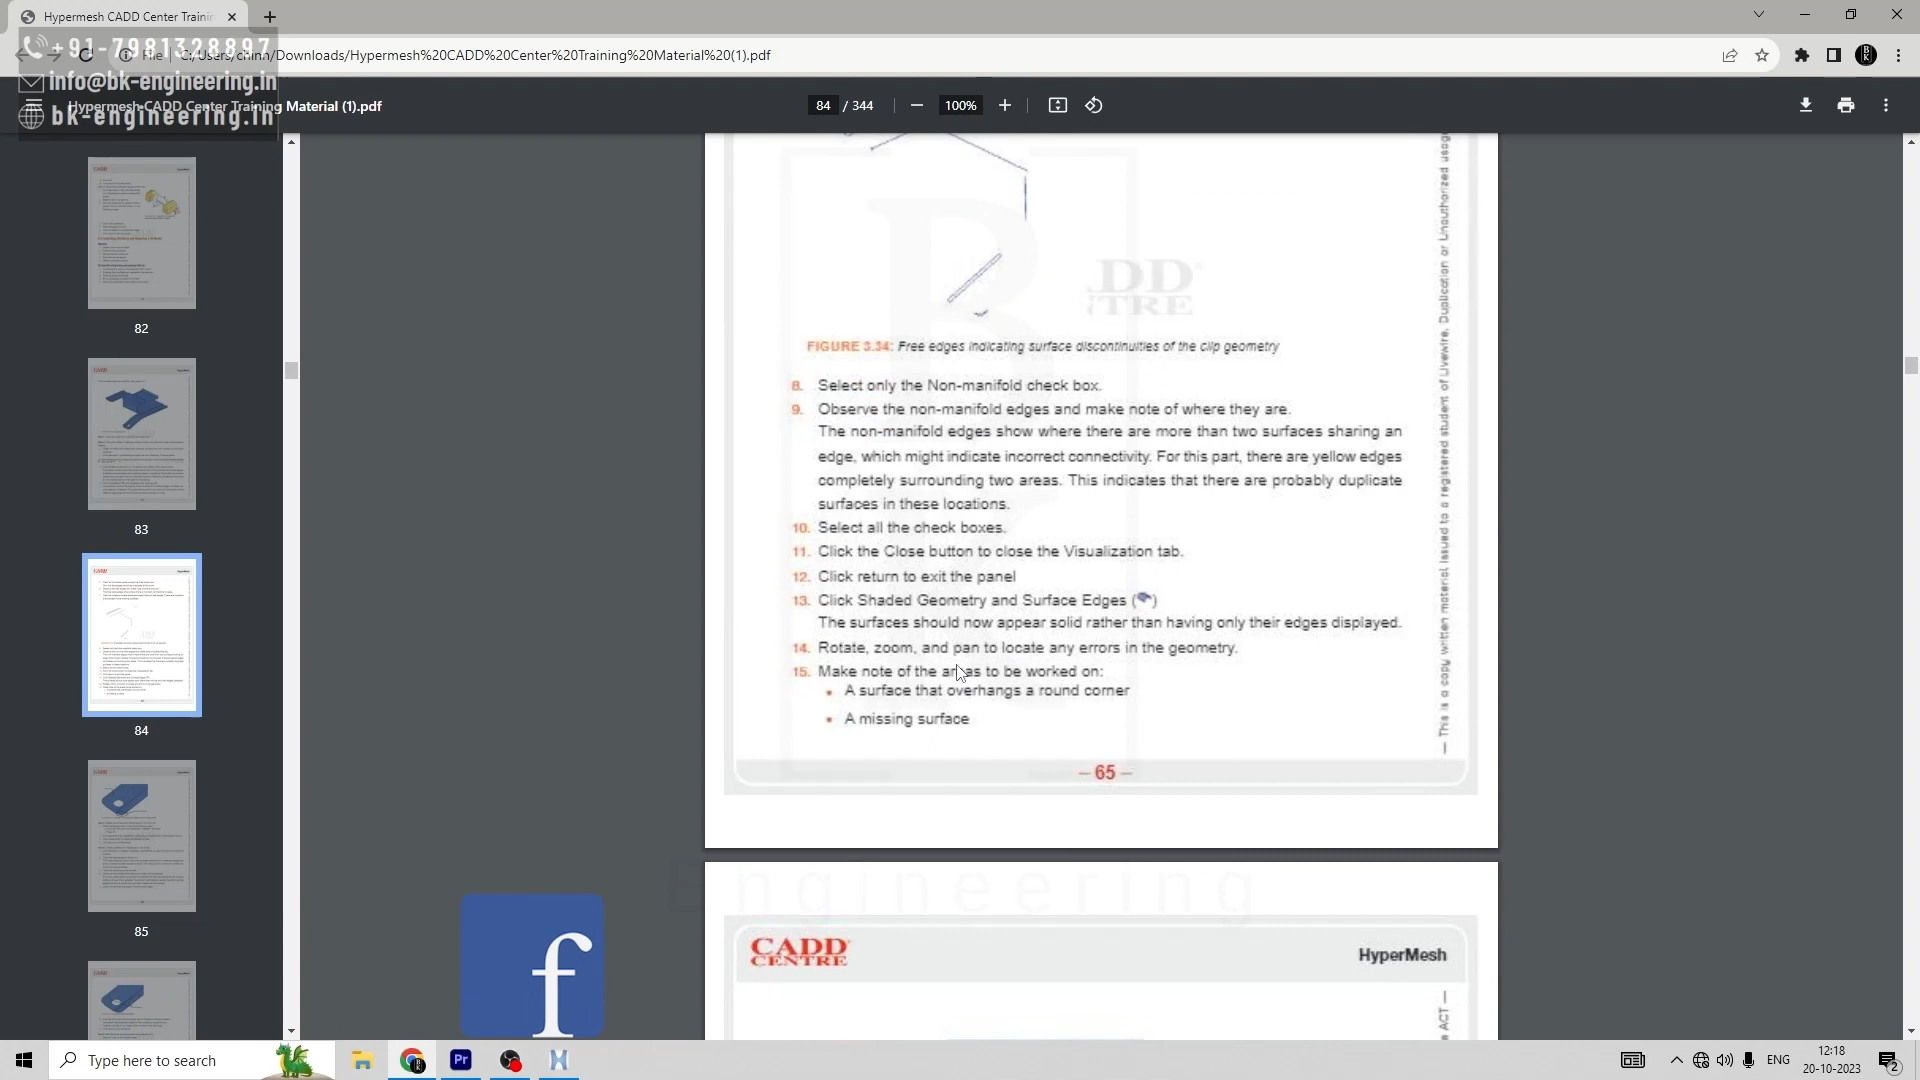 Hypermesh CADD Center Trainin
+91-7981328897
info@bk-engineering.in
bk-engineering.in
File
C:/Users/chinn/Downloads/Hypermesh%20CADD%20Center%20Training%20Material%20(1).pdf
Hypermesh CADD Center Training Material (1).pdf
84 / 344
100%
82
83
84
85
DD
TRE
FIGURE 3.34: Free edges indicating surface discontinuities of the clip geometry
8. Select only the Non-manifold check box.
9. Observe the non-manifold edges and make note of where they are.
The non-manifold edges show where there are more than two surfaces sharing an
edge, which might indicate incorrect connectivity. For this part, there are yellow edges
completely surrounding two areas. This indicates that there are probably duplicate
surfaces in these locations.
10. Select all the check boxes.
11. Click the Close button to close the Visualization tab.
12. Click return to exit the panel
13. Click Shaded Geometry and Surface Edges ( )
The surfaces should now appear solid rather than having only their edges displayed.
14. Rotate, zoom, and pan to locate any errors in the geometry.
15. Make note of the areas to be worked on:
• A surface that overhangs a round corner
• A missing surface
– 65 –
— This is a copy written material issued to a registered student of Livewire. Duplication or Unauthorized usage
Engineering
CADD
CENTRE
HyperMesh
ACT —
f
Type here to search
Pr
ENG
12:18
20-10-2023
2